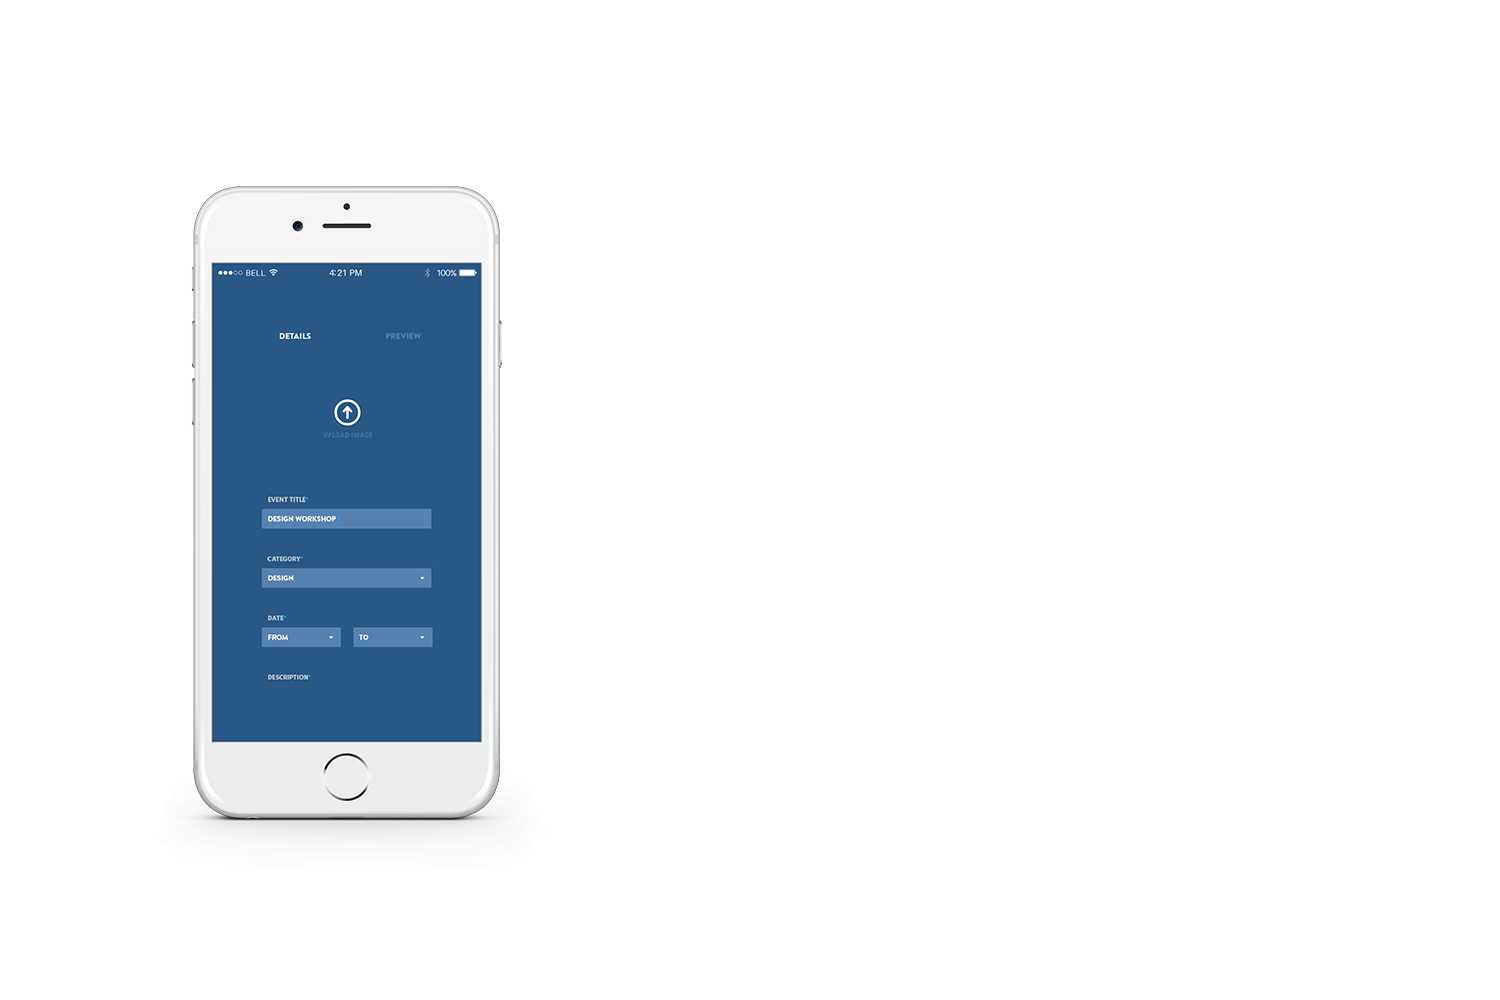 BELL 4:21 PM 100%
DETAILS PREVIEW
UPLOAD IMAGE
EVENT TITLE*
DESIGN WORKSHOP
CATEGORY*
DESIGN
DATE*
FROM TO
DESCRIPTION*